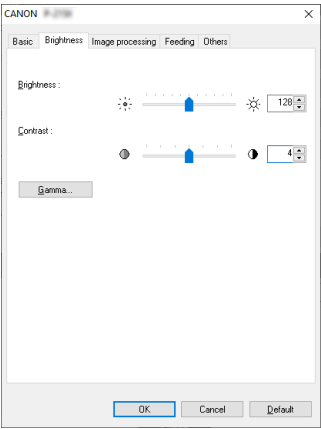 CANON
Basic Brightness Image processing Feeding Others
Brightness :
128
Contrast :
4
Gamma...
OK Cancel Default